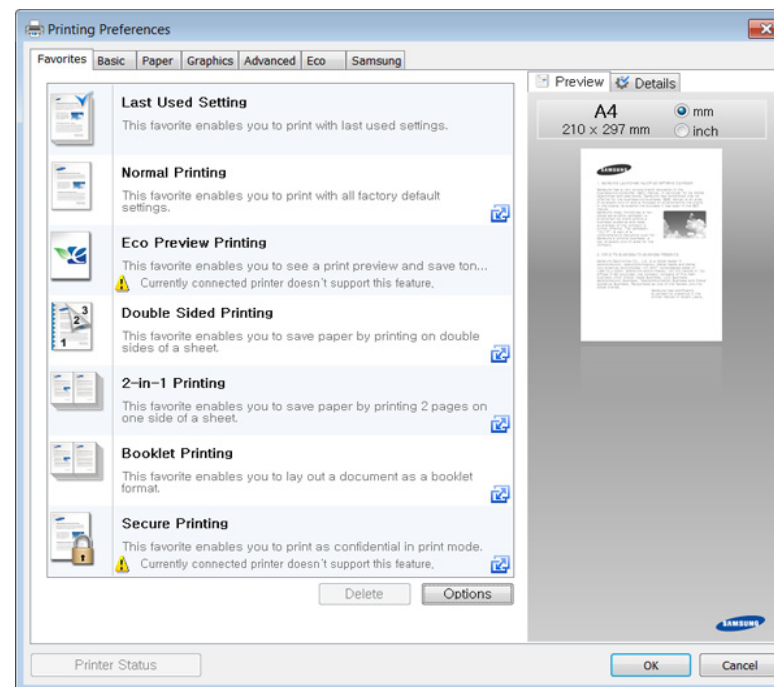 Printing Preferences
Favorites Basic Paper Graphics Advanced Eco Samsung
Last Used Setting
This favorite enables you to print with last used settings.
Normal Printing
This favorite enables you to print with all factory default
settings.
Eco Preview Printing
This favorite enables you to see a print preview and save ton...
Currently connected printer doesn't support this feature.
Double Sided Printing
This favorite enables you to save paper by printing on double
sides of a sheet.
2-in-1 Printing
This favorite enables you to save paper by printing 2 pages on
one side of a sheet.
Booklet Printing
This favorite enables you to lay out a document as a booklet
format.
Secure Printing
This favorite enables you to print as confidential in print mode.
Currently connected printer doesn't support this feature.
Delete Options
Printer Status
Preview Details
A4 mm
210 x 297 mm inch
SAMSUNG
SAMSUNG
OK Cancel